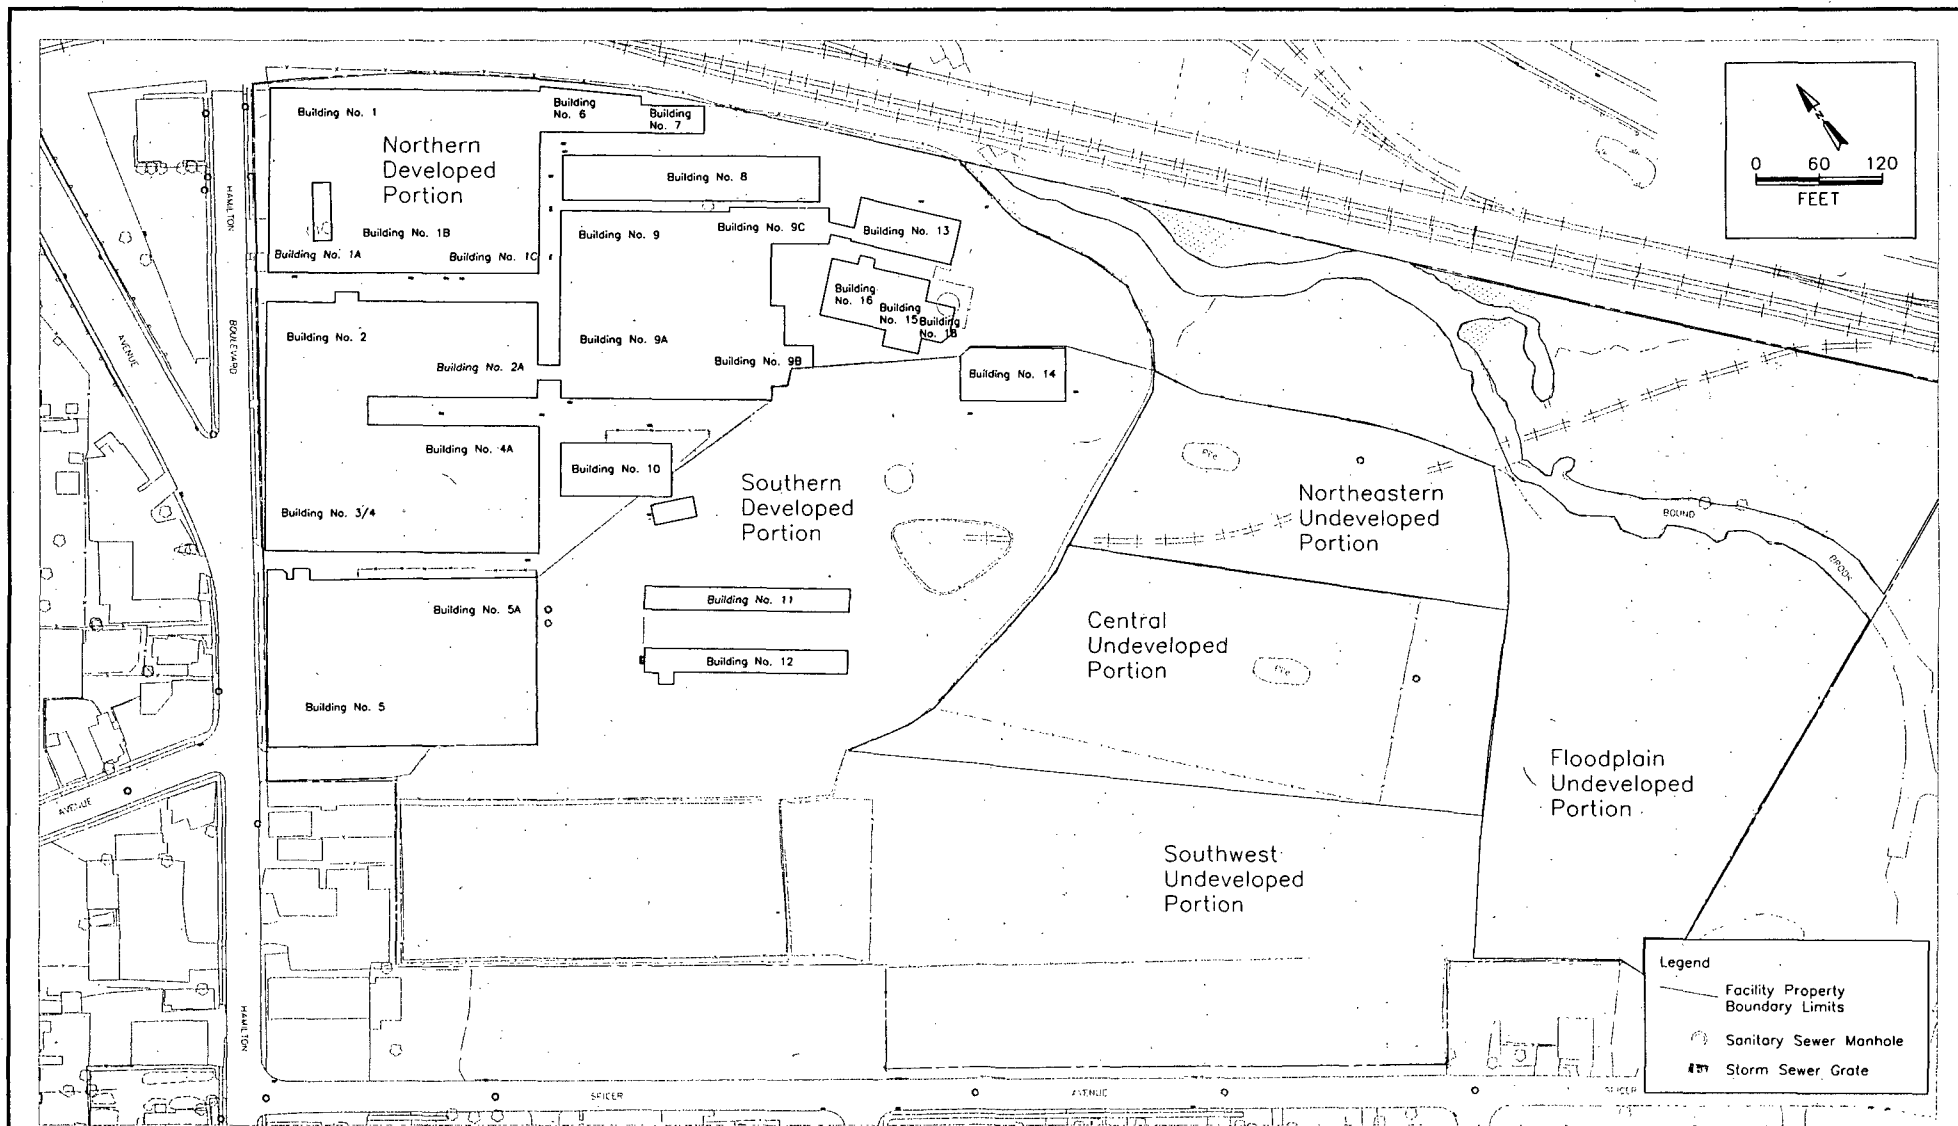 Building No. 1
Building
No. 6
Building
No. 7
Northern
Developed
Portion
Building No. 8
Building No. 1B
Building No. 1A
Building No. 1C
Building No. 9
Building No. 9C
Building No. 13
Building
No. 16
Building
No. 15
Building
No. 18
Building No. 2
Building No. 2A
Building No. 9A
Building No. 9B
Building No. 14
Building No. 4A
Building No. 10
Building No. 3/4
Southern
Developed
Portion
Northeastern
Undeveloped
Portion
Building No. 5A
Building No. 11
Building No. 12
Building No. 5
Central
Undeveloped
Portion
Floodplain
Undeveloped
Portion
Southwest
Undeveloped
Portion
HAMILTON
BOULEVARD
AVENUE
AVENUE
HAMILTON
SPICER
AVENUE
SPICER
BOUND
BROOK
Pile
Pile
N
0 60 120
FEET
Legend
Facility Property
Boundary Limits
Sanitary Sewer Manhole
Storm Sewer Grate